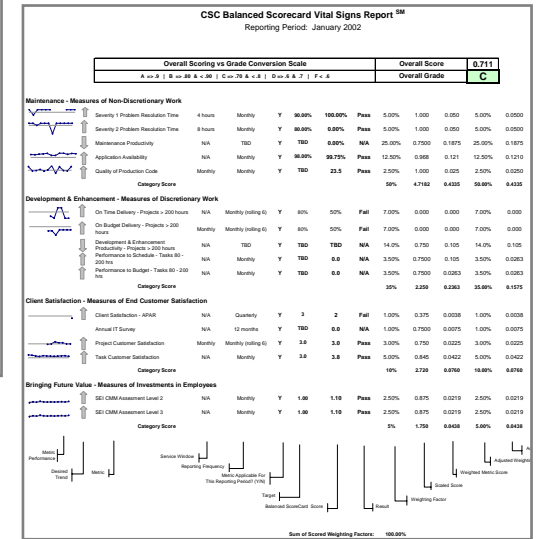 CSC Balanced Scorecard Vital Signs Report SM
Reporting Period: January 2002
Overall Scoring vs Grade Conversion Scale Overall Score 0.711
A => .9 | B => .80 & < .90 | C => .70 & < .8 | D => .6 & .7 | F < .6 Overall Grade C
Maintenance - Measures of Non-Discretionary Work
Severity 1 Problem Resolution Time 4 hours Monthly Y 90.00% 100.00% Pass 5.00% 1.000 0.050 5.00% 0.0500
Severity 2 Problem Resolution Time 8 hours Monthly Y 80.00% 0.00% Pass 5.00% 1.000 0.050 5.00% 0.0500
Maintenance Productivity N/A TBD Y TBD 0.00% N/A 25.00% 0.7500 0.1875 25.00% 0.1875
Application Availability N/A Monthly Y 98.00% 99.75% Pass 12.50% 0.968 0.121 12.50% 0.1210
Quality of Production Code Monthly Monthly Y TBD 23.5 Pass 2.50% 1.000 0.025 2.50% 0.0250
Category Score 50% 4.7182 0.4335 50.00% 0.4335
Development & Enhancement - Measures of Discretionary Work
On Time Delivery - Projects > 200 hours N/A Monthly (rolling 6) Y 80% 50% Fail 7.00% 0.000 0.000 7.00% 0.000
On Budget Delivery - Projects > 200 hours Monthly Monthly (rolling 6) Y 80% 50% Fail 7.00% 0.000 0.000 7.00% 0.000
Development & Enhancement Productivity - Projects > 200 hours N/A TBD Y TBD TBD N/A 14.0% 0.750 0.105 14.0% 0.105
Performance to Schedule - Tasks 80 - 200 hrs N/A Monthly Y TBD 0.0 N/A 3.50% 0.7500 0.105 3.50% 0.0263
Performance to Budget - Tasks 80 - 200 hrs N/A Monthly Y TBD 0.0 N/A 3.50% 0.7500 0.0263 3.50% 0.0263
Category Score 35% 2.250 0.2363 35.00% 0.1575
Client Satisfaction - Measures of End Customer Satisfaction
Client Satisfaction - APAR N/A Quarterly Y 3 2 Fail 1.00% 0.375 0.0038 1.00% 0.0038
Annual IT Survey N/A 12 months Y TBD 0.0 N/A 1.00% 0.7500 0.0075 1.00% 0.0075
Project Customer Satisfaction Monthly Monthly (rolling 6) Y 3.0 3.0 Pass 3.00% 0.750 0.0225 3.00% 0.0225
Task Customer Satisfaction N/A Monthly Y 3.0 3.8 Pass 5.00% 0.845 0.0422 5.00% 0.0422
Category Score 10% 2.720 0.0760 10.00% 0.0760
Bringing Future Value - Measures of Investments in Employees
SEI CMM Assesment Level 2 N/A Monthly Y 1.00 1.10 Pass 2.50% 0.875 0.0219 2.50% 0.0219
SEI CMM Assesment Level 3 N/A Monthly Y 1.00 1.10 Pass 2.50% 0.875 0.0219 2.50% 0.0219
Category Score 5% 1.750 0.0438 5.00% 0.0438
Metric Performance
Desired Trend
Metric
Service Window
Reporting Frequency
Metric Applicable For This Reporting Period? (Y/N)
Target
Balanced ScoreCard Score
Result
Weighting Factor
Scaled Score
Weighted Metric Score
Adjusted Weighti
Sum of Scored Weighting Factors: 100.00%